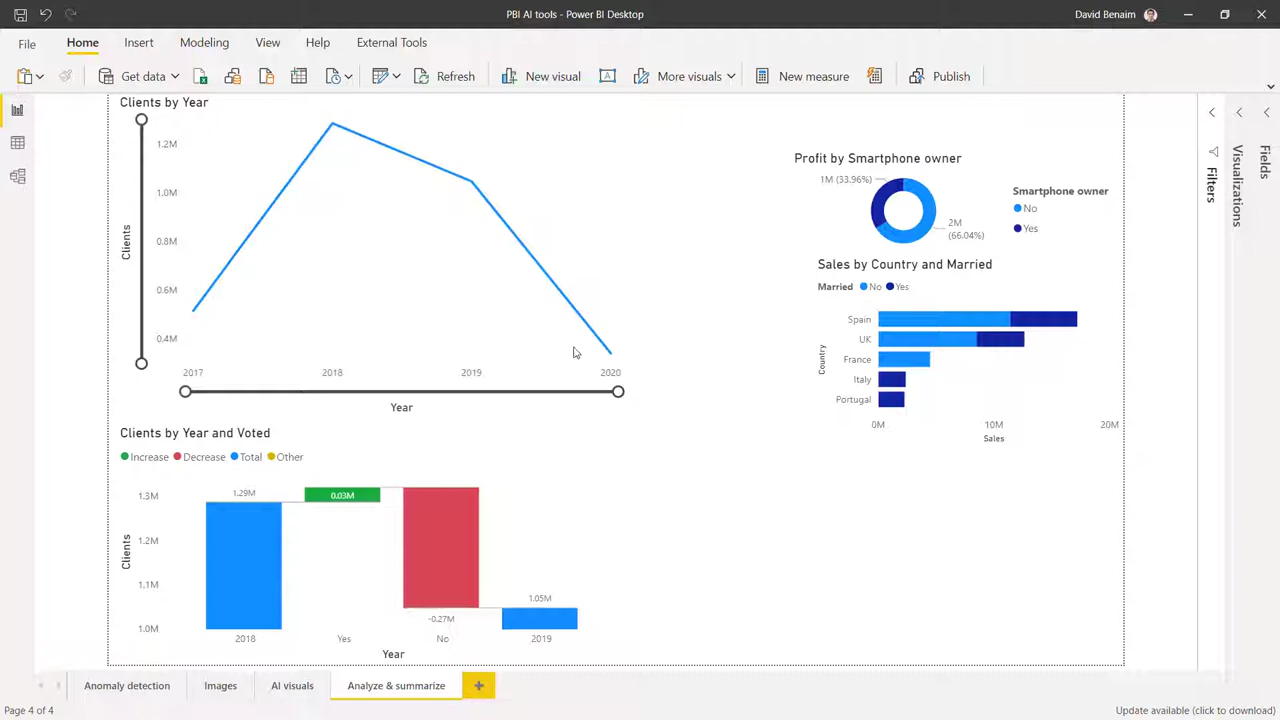 PBI AI tools - Power BI Desktop
David Benaim
File Home Insert Modeling View Help External Tools
Get data Refresh New visual A More visuals New measure Publish
Clients by Year
1.2M
1.0M
0.8M
0.6M
0.4M
Clients
2017 2018 2019 2020
Year
Profit by Smartphone owner
1M (33.96%)
2M
(66.04%)
Smartphone owner
No
Yes
Sales by Country and Married
Married No Yes
Spain
UK
France
Italy
Portugal
Country
0M 10M 20M
Sales
Clients by Year and Voted
Increase Decrease Total Other
1.3M
1.2M
1.1M
1.0M
Clients
1.29M
0.03M
-0.27M
1.05M
2018 Yes No 2019
Year
Filters
Visualizations
Fields
Anomaly detection Images AI visuals Analyze & summarize +
Page 4 of 4
Update available (click to download)